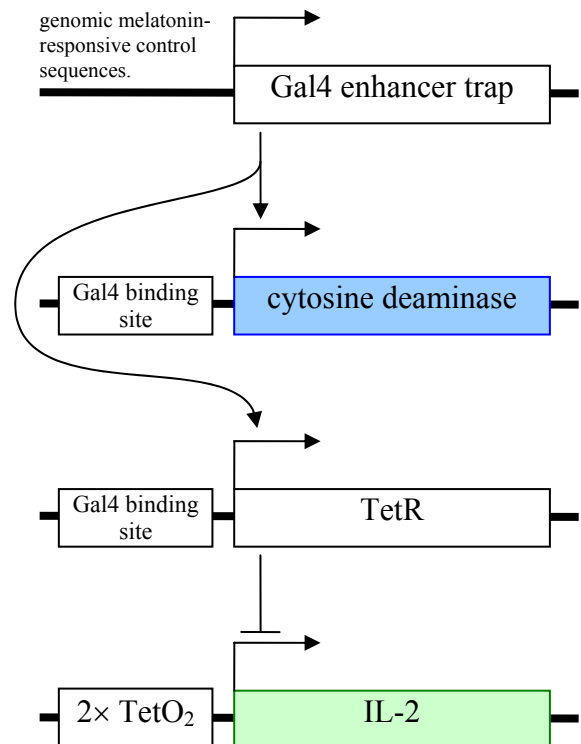 genomic melatonin-
responsive control
sequences.
Gal4 enhancer trap
Gal4 binding
site
cytosine deaminase
Gal4 binding
site
TetR
2× TetO₂
IL-2